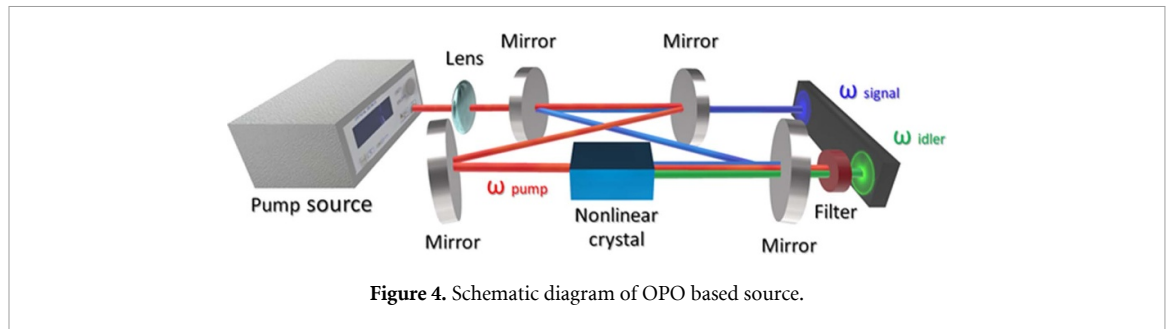 Mirror
Mirror
Lens
ω signal
ω idler
ω pump
Pump source
Nonlinear
crystal
Filter
Mirror
Mirror
Figure 4. Schematic diagram of OPO based source.